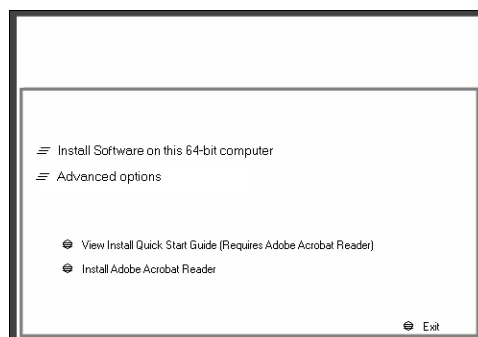 Install Software on this 64-bit computer
Advanced options
View Install Quick Start Guide (Requires Adobe Acrobat Reader)
Install Adobe Acrobat Reader
Exit